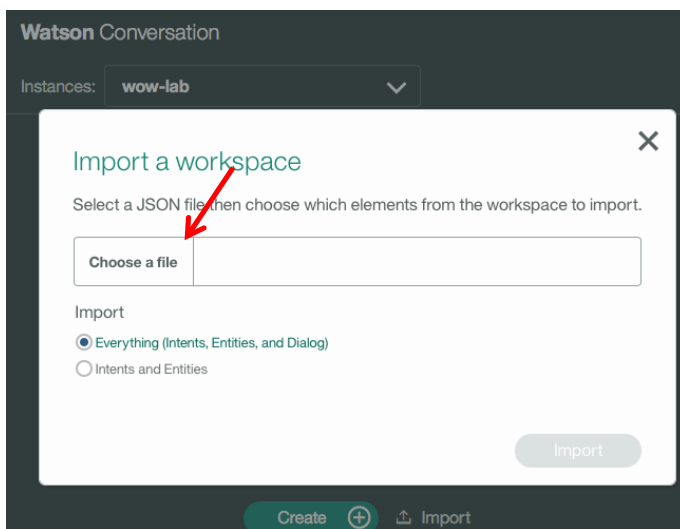 Watson Conversation
Instances: wow-lab
Import a workspace
Select a JSON file then choose which elements from the workspace to import.
Choose a file
Import
Everything (Intents, Entities, and Dialog)
Intents and Entities
Import
Create Import